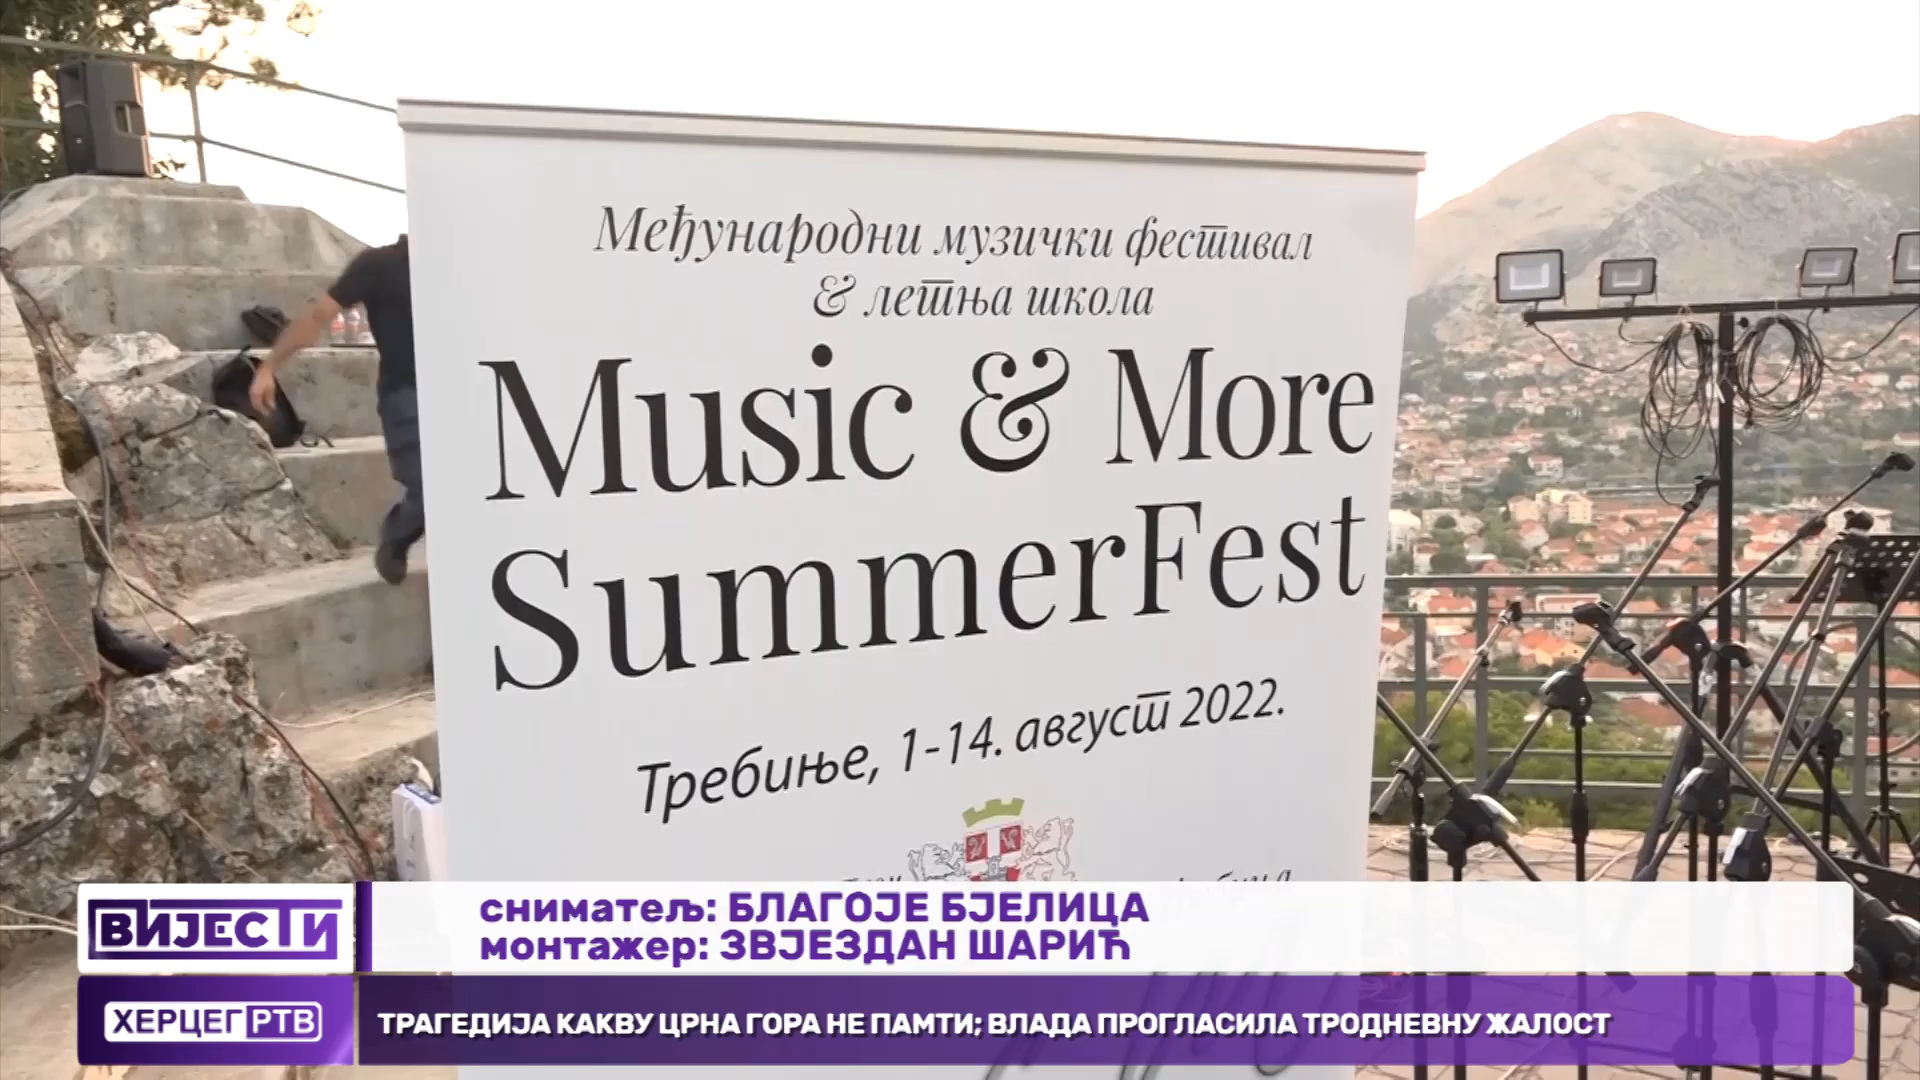 Међународни музички фестивал
& летња школа
Music & More
SummerFest
Требиње, 1-14. август 2022.
ВИЈЕСТИ
сниматељ: БЛАГОЈЕ БЈЕЛИЦА
монтажер: ЗВЈЕЗДАН ШАРИЋ
ХЕРЦЕГ РТВ
ТРАГЕДИЈА КАКВУ ЦРНА ГОРА НЕ ПАМТИ; ВЛАДА ПРОГЛАСИЛА ТРОДНЕВНУ ЖАЛОСТ